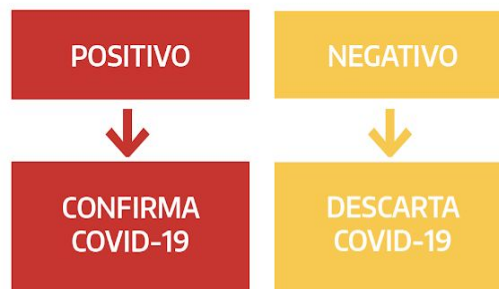 POSITIVO
NEGATIVO
CONFIRMA
COVID-19
DESCARTA
COVID-19